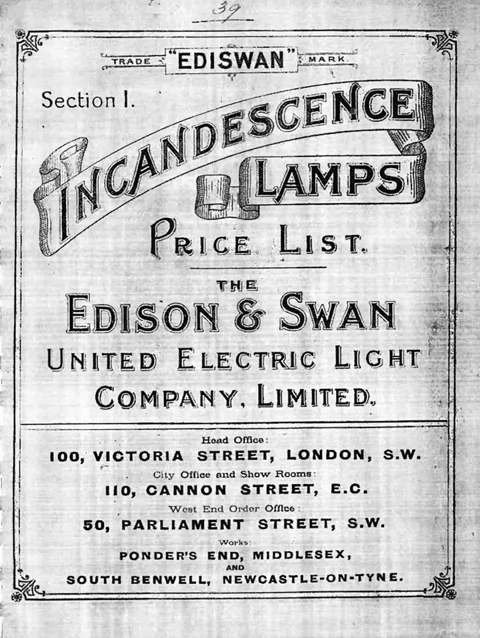 39
TRADE "EDISWAN" MARK.
Section I.
INCANDESCENCE
LAMPS
PRICE LIST.
THE
EDISON & SWAN
UNITED ELECTRIC LIGHT
COMPANY, LIMITED.
Head Office:
100, VICTORIA STREET, LONDON, S.W.
City Office and Show Rooms:
110, CANNON STREET, E.C.
West End Order Office:
50, PARLIAMENT STREET, S.W.
Works:
PONDER'S END, MIDDLESEX,
AND
SOUTH BENWELL, NEWCASTLE-ON-TYNE.